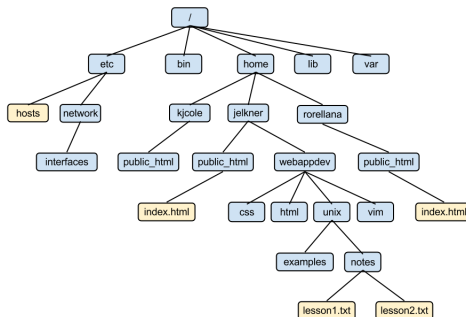 /
etc
bin
home
lib
var
hosts
network
kjcole
jelkner
rorellana
interfaces
public_html
public_html
webappdev
public_html
index.html
css
html
unix
vim
index.html
examples
notes
lesson1.txt
lesson2.txt